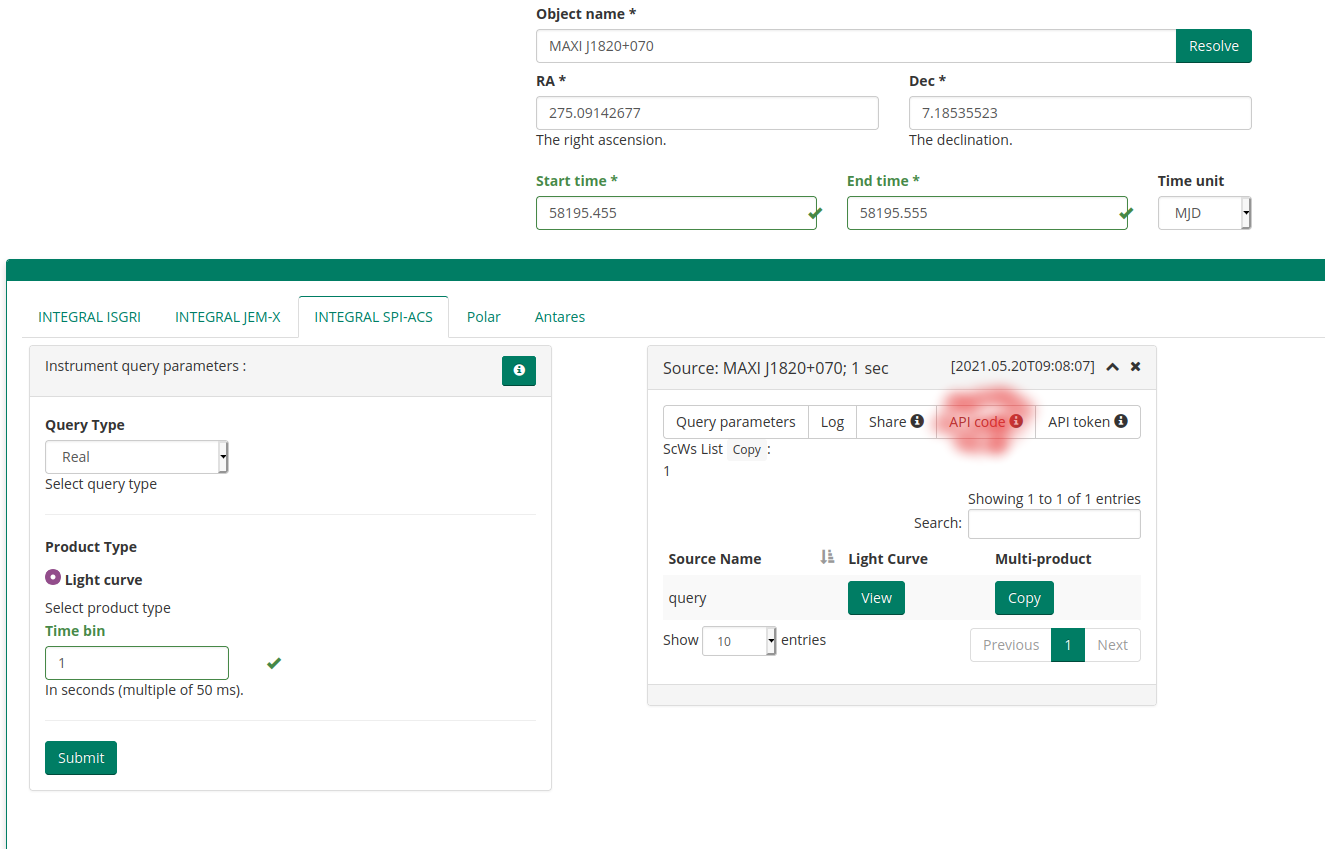 Object name *
MAXI J1820+070
Resolve
RA *
Dec *
275.09142677
7.18535523
The right ascension.
The declination.
Start time *
End time *
Time unit
58195.455
58195.555
MJD
INTEGRAL ISGRI
INTEGRAL JEM-X
INTEGRAL SPI-ACS
Polar
Antares
Instrument query parameters :
Query Type
Real
Select query type
Product Type
Light curve
Select product type
Time bin
1
In seconds (multiple of 50 ms).
Submit
Source: MAXI J1820+070; 1 sec
[2021.05.20T09:08:07]
Query parameters
Log
Share
API code
API token
ScWs List Copy :
1
Showing 1 to 1 of 1 entries
Search:
Source Name
Light Curve
Multi-product
query
View
Copy
Show 10 entries
Previous
1
Next